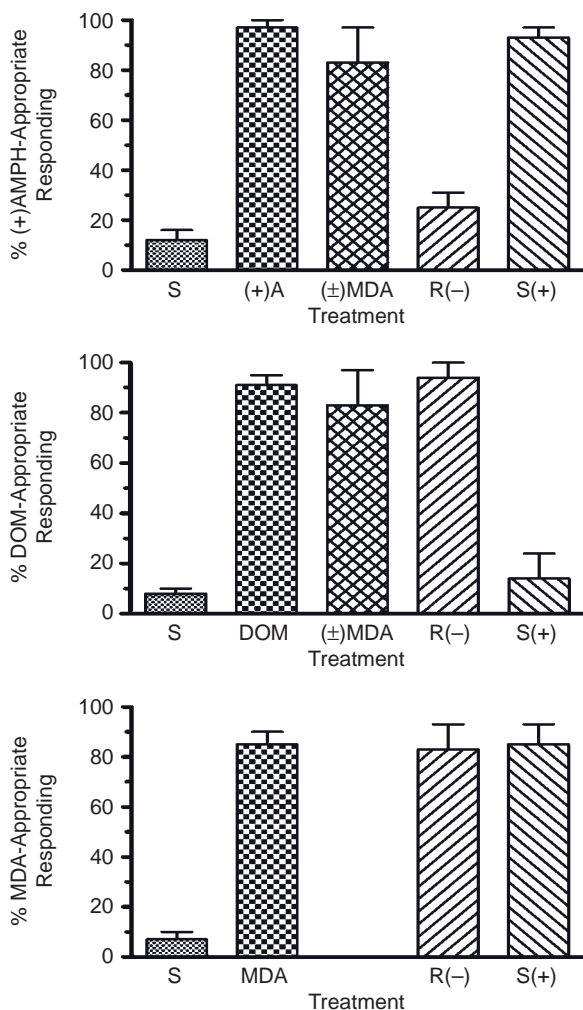 % (+)AMPH-Appropriate
Responding
100
80
60
40
20
0
S (+)A (±)MDA R(–) S(+)
Treatment
% DOM-Appropriate
Responding
100
80
60
40
20
0
S DOM (±)MDA R(–) S(+)
Treatment
% MDA-Appropriate
Responding
100
80
60
40
20
0
S MDA R(–) S(+)
Treatment